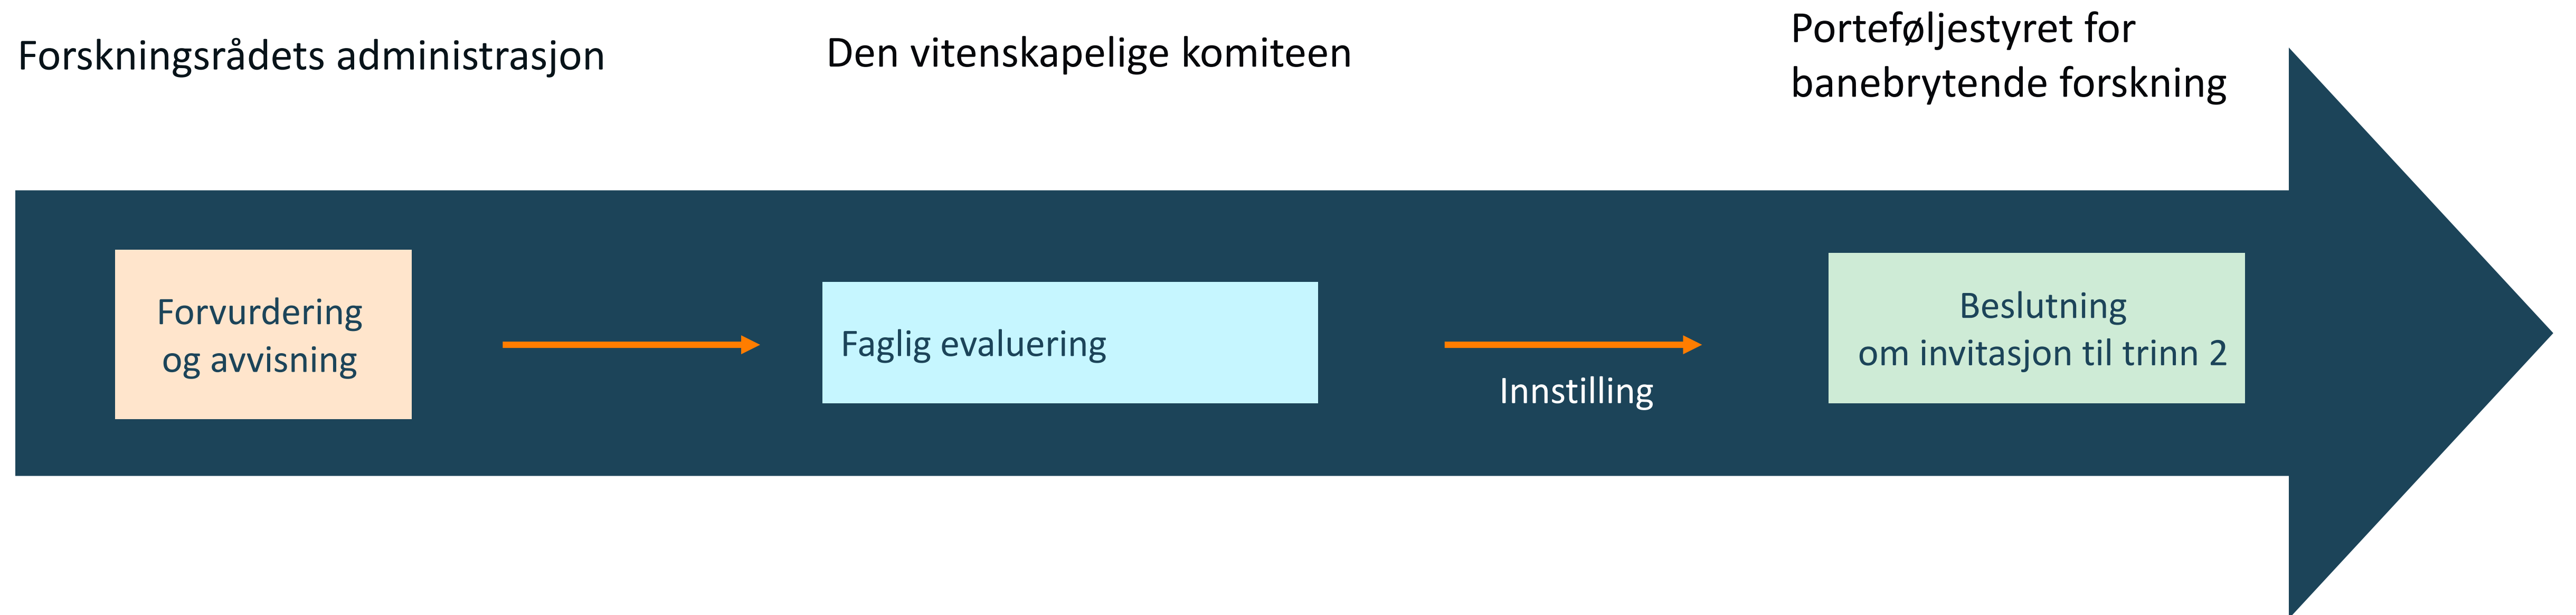 Forskningsrådets administrasjon
Den vitenskapelige komiteen
Porteføljestyret for
banebrytende forskning
Forvurdering
og avvisning
Faglig evaluering
Innstilling
Beslutning
om invitasjon til trinn 2